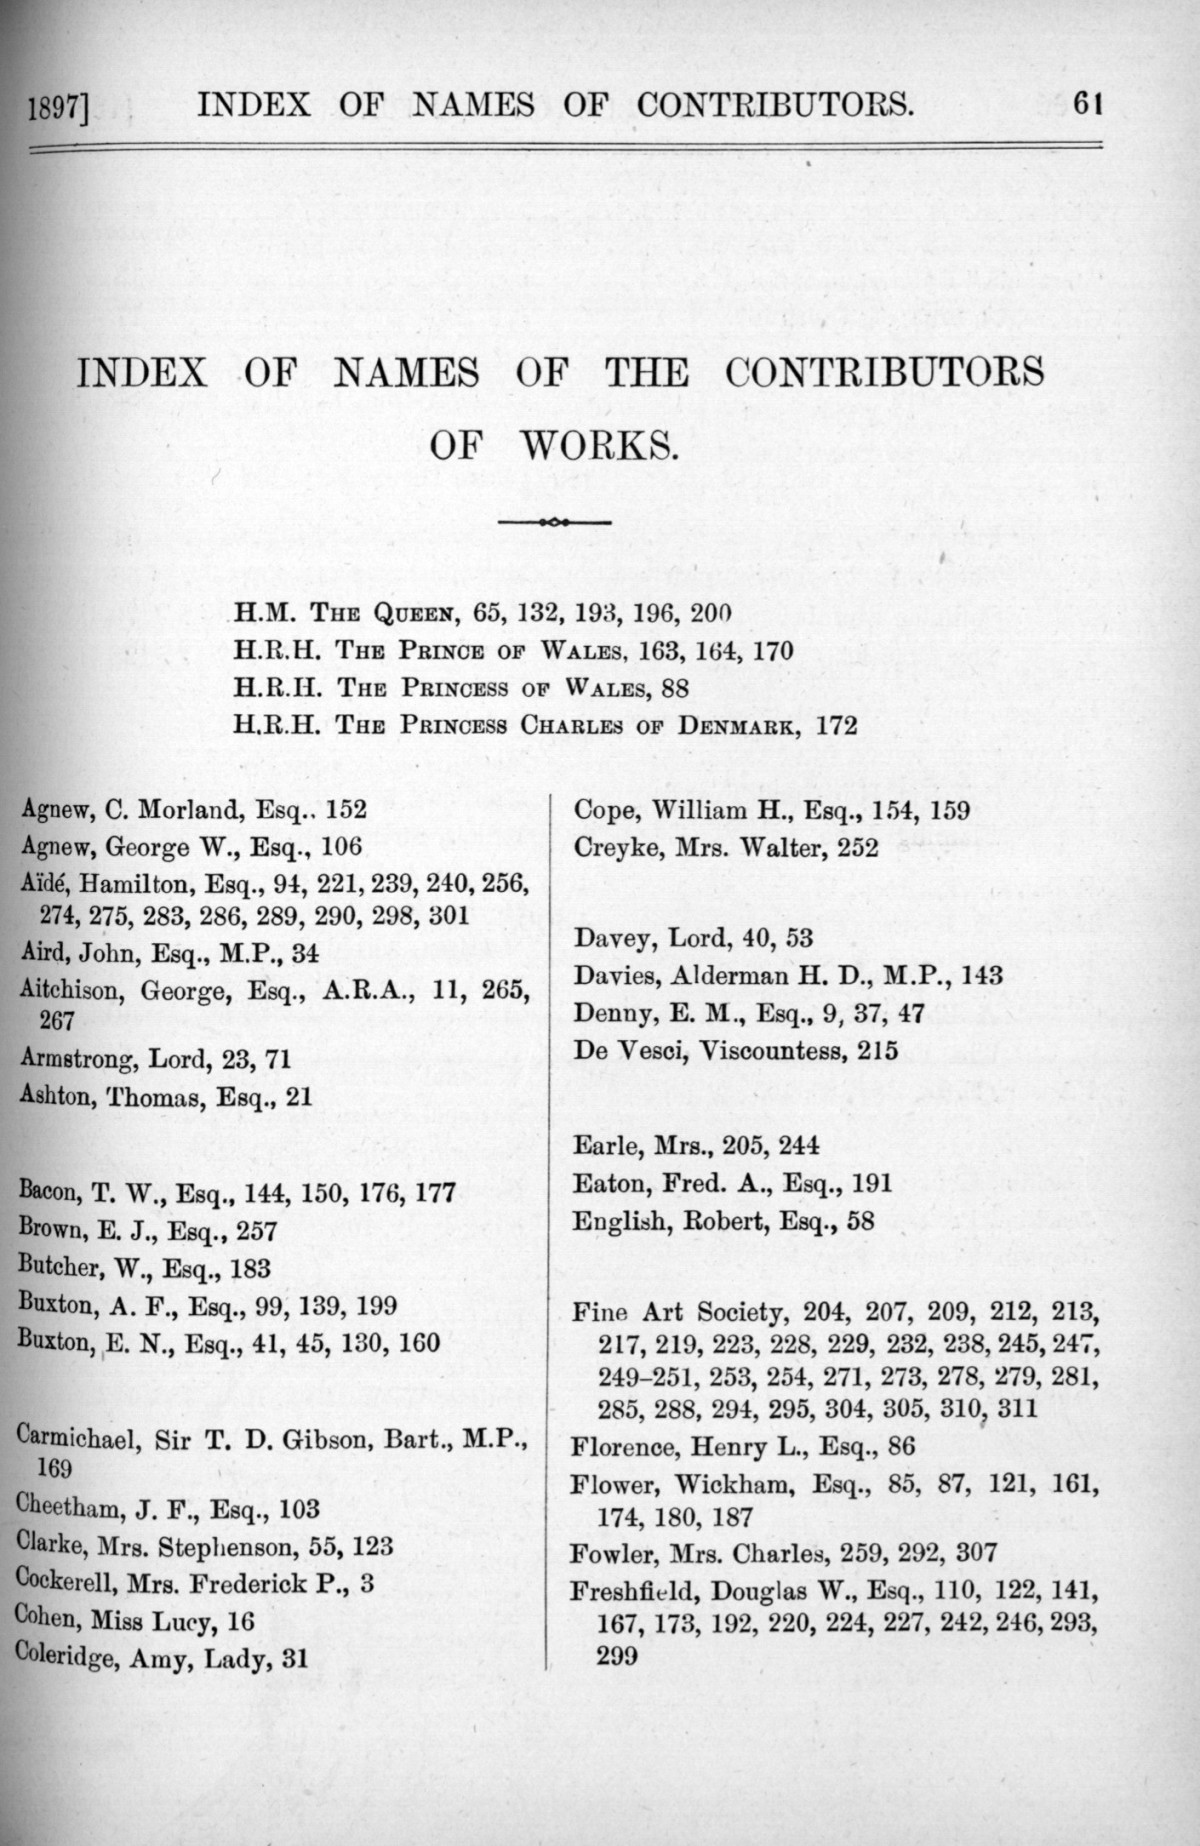 1897] INDEX OF NAMES OF CONTRIBUTORS. 61
INDEX OF NAMES OF THE CONTRIBUTORS
OF WORKS.
H.M. THE QUEEN, 65, 132, 193, 196, 200
H.R.H. THE PRINCE OF WALES, 163, 164, 170
H.R.H. THE PRINCESS OF WALES, 88
H.R.H. THE PRINCESS CHARLES OF DENMARK, 172
Agnew, C. Morland, Esq., 152
Agnew, George W., Esq., 106
Aïdé, Hamilton, Esq., 94, 221, 239, 240, 256,
274, 275, 283, 286, 289, 290, 298, 301
Aird, John, Esq., M.P., 34
Aitchison, George, Esq., A.R.A., 11, 265,
267
Armstrong, Lord, 23, 71
Ashton, Thomas, Esq., 21
Bacon, T. W., Esq., 144, 150, 176, 177
Brown, E. J., Esq., 257
Butcher, W., Esq., 183
Buxton, A. F., Esq., 99, 139, 199
Buxton, E. N., Esq., 41, 45, 130, 160
Carmichael, Sir T. D. Gibson, Bart., M.P.,
169
Cheetham, J. F., Esq., 103
Clarke, Mrs. Stephenson, 55, 123
Cockerell, Mrs. Frederick P., 3
Cohen, Miss Lucy, 16
Coleridge, Amy, Lady, 31
Cope, William H., Esq., 154, 159
Creyke, Mrs. Walter, 252
Davey, Lord, 40, 53
Davies, Alderman H. D., M.P., 143
Denny, E. M., Esq., 9, 37, 47
De Vesci, Viscountess, 215
Earle, Mrs., 205, 244
Eaton, Fred. A., Esq., 191
English, Robert, Esq., 58
Fine Art Society, 204, 207, 209, 212, 213,
217, 219, 223, 228, 229, 232, 238, 245, 247,
249–251, 253, 254, 271, 273, 278, 279, 281,
285, 288, 294, 295, 304, 305, 310, 311
Florence, Henry L., Esq., 86
Flower, Wickham, Esq., 85, 87, 121, 161,
174, 180, 187
Fowler, Mrs. Charles, 259, 292, 307
Freshfield, Douglas W., Esq., 110, 122, 141,
167, 173, 192, 220, 224, 227, 242, 246, 293,
299